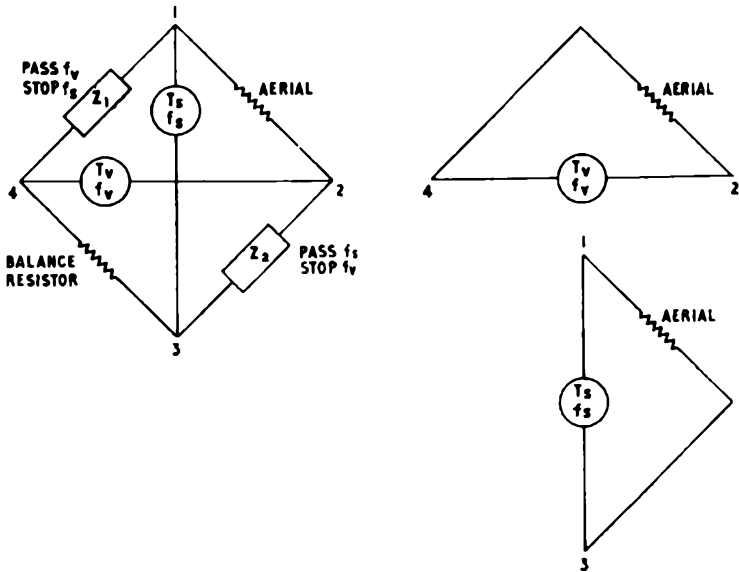 1
PASS fv
STOP fs
Z1
Ts
fs
AERIAL
4
Tv
fv
2
BALANCE
RESISTOR
Z2
PASS fs
STOP fv
3
AERIAL
4
Tv
fv
2
1
AERIAL
Ts
fs
3